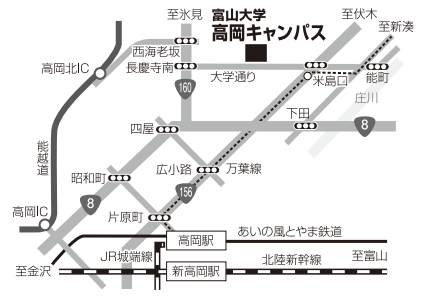 至氷見
富山大学
高岡キャンパス
至伏木
至新湊
西海老坂
長慶寺南
高岡北IC
大学通り
米島口
能町
庄川
160
四屋
下田
8
能越道
昭和町
広小路
万葉線
156
8
片原町
高岡IC
高岡駅
あいの風とやま鉄道
JR城端線
北陸新幹線
至富山
至金沢
新高岡駅